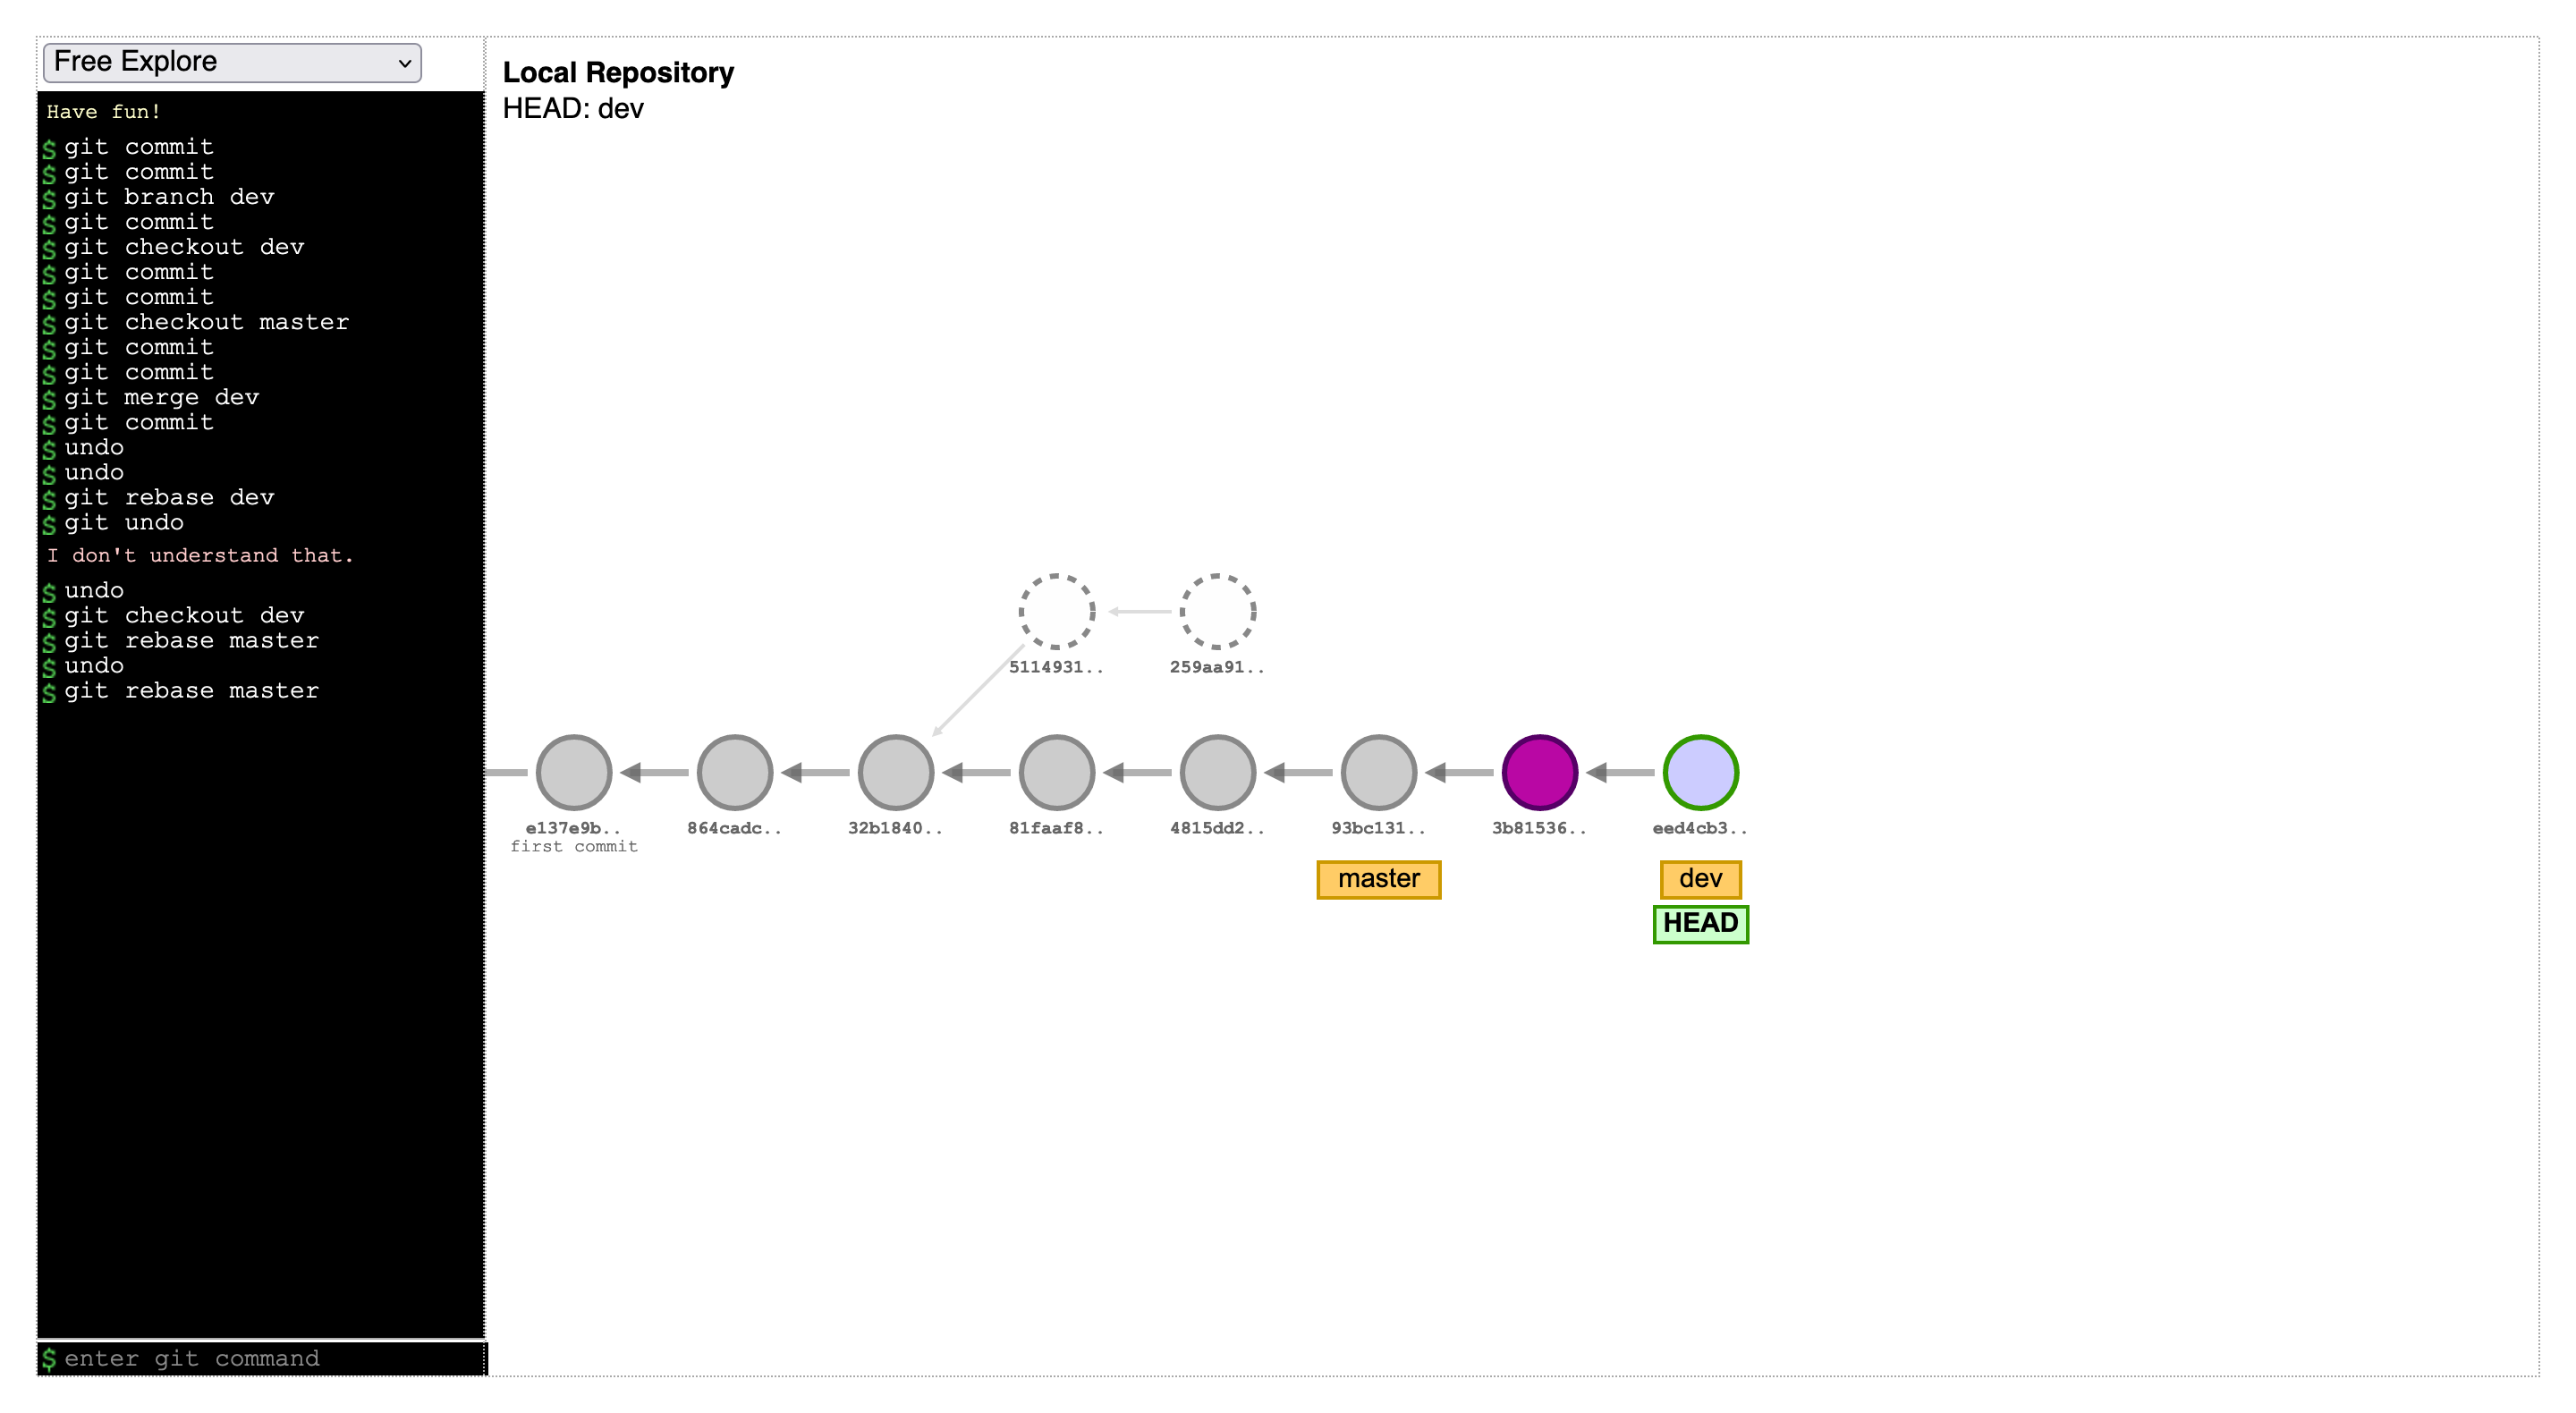 Free Explore
Have fun!
$ git commit
$ git commit
$ git branch dev
$ git commit
$ git checkout dev
$ git commit
$ git commit
$ git checkout master
$ git commit
$ git commit
$ git merge dev
$ git commit
$ undo
$ undo
$ git rebase dev
$ git undo
I don't understand that.
$ undo
$ git checkout dev
$ git rebase master
$ undo
$ git rebase master
$ enter git command
Local Repository
HEAD: dev
5114931.. 259aa91..
e137e9b.. 864cadc.. 32b1840.. 81faaf8.. 4815dd2.. 93bc131.. 3b81536.. eed4cb3..
first commit
master dev
HEAD